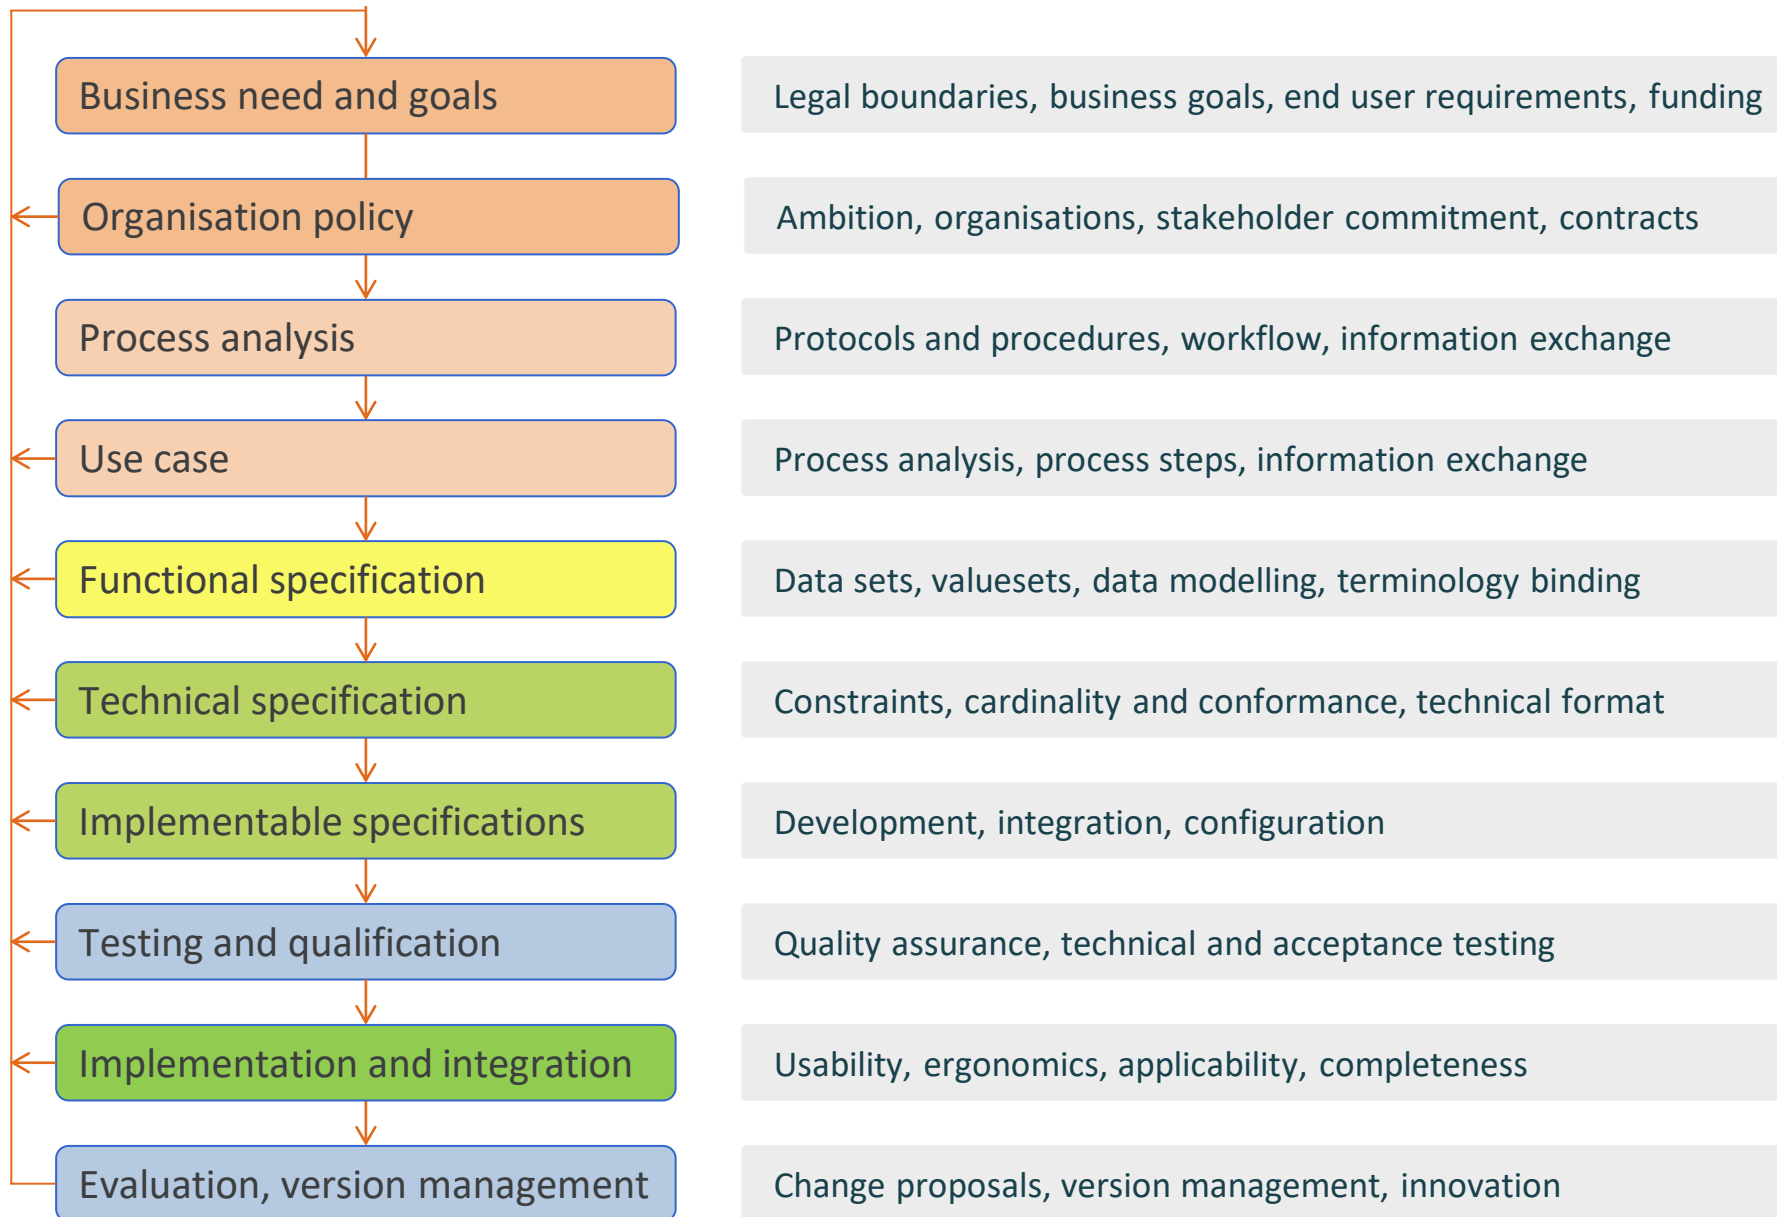 Business need and goals
Legal boundaries, business goals, end user requirements, funding
Organisation policy
Ambition, organisations, stakeholder commitment, contracts
Process analysis
Protocols and procedures, workflow, information exchange
Use case
Process analysis, process steps, information exchange
Functional specification
Data sets, valuesets, data modelling, terminology binding
Technical specification
Constraints, cardinality and conformance, technical format
Implementable specifications
Development, integration, configuration
Testing and qualification
Quality assurance, technical and acceptance testing
Implementation and integration
Usability, ergonomics, applicability, completeness
Evaluation, version management
Change proposals, version management, innovation